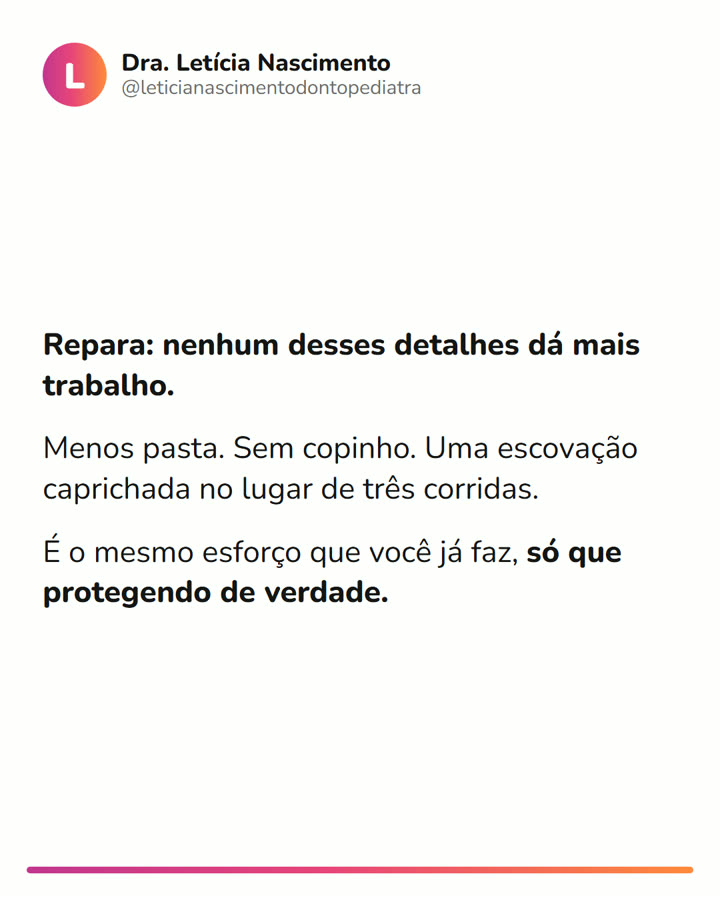 L
Dra. Letícia Nascimento
@leticianascimentodontopediatra
Repara: nenhum desses detalhes dá mais
trabalho.
Menos pasta. Sem copinho. Uma escovação
caprichada no lugar de três corridas.
É o mesmo esforço que você já faz, só que
protegendo de verdade.